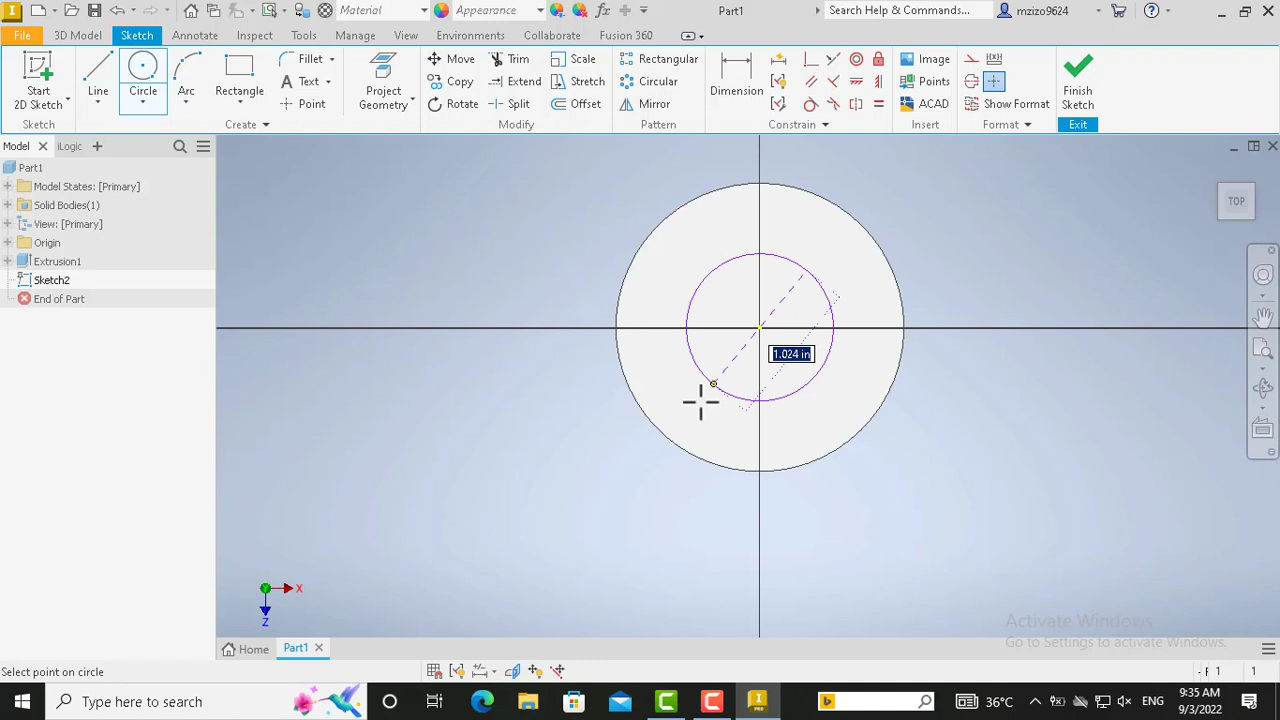 Material
Appearance
Part1
Search Help & Commands...
mzizo9624
File
3D Model
Sketch
Annotate
Inspect
Tools
Manage
View
Environments
Collaborate
Fusion 360
Start
2D Sketch
Line
Circle
Arc
Rectangle
Fillet
Text
Point
Project
Geometry
Move
Copy
Rotate
Trim
Extend
Split
Scale
Stretch
Offset
Rectangular
Circular
Mirror
Dimension
Image
Points
ACAD
Show Format
Finish
Sketch
Sketch
Create
Modify
Pattern
Constrain
Insert
Format
Exit
Model
iLogic
Part1
Model States: [Primary]
Solid Bodies(1)
View: [Primary]
Origin
Extrusion1
Sketch2
End of Part
TOP
1.024 in
X
Z
Activate Windows
Go to Settings to activate Windows.
Home
Part1
Select point on circle
1
1
Type here to search
36°C
ENG
9:35 AM
9/3/2022